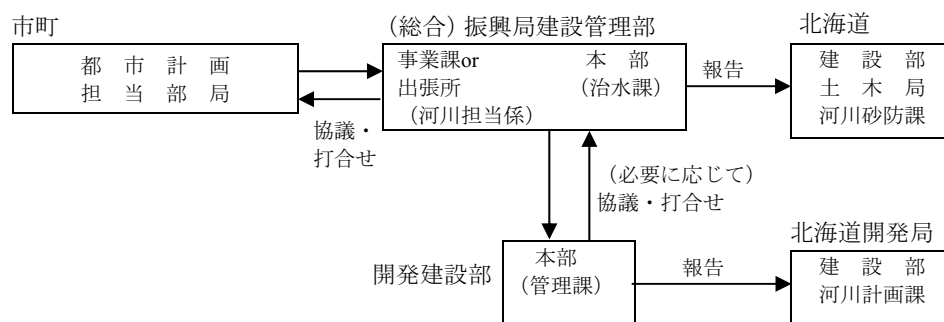 市町
（総合）振興局建設管理部
北海道
都市計画
担当部局
事業課or
出張所
（河川担当係）
本部
（治水課）
報告
建設部
土木局
河川砂防課
協議・
打合せ
（必要に応じて）
協議・打合せ
北海道開発局
開発建設部
本部
（管理課）
報告
建設部
河川計画課